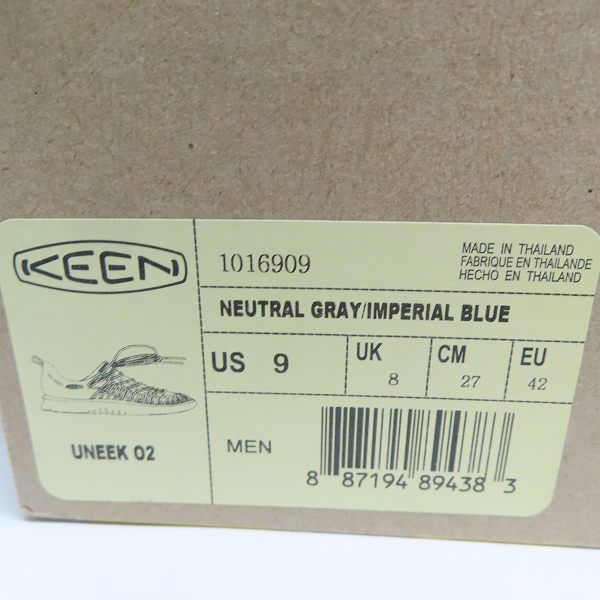 KEEN
1016909
MADE IN THAILAND
FABRIQUE EN THAILANDE
HECHO EN THAILAND
NEUTRAL GRAY/IMPERIAL BLUE
US 9
UK 8
CM 27
EU 42
UNEEK 02
MEN
8 87194 89438 3